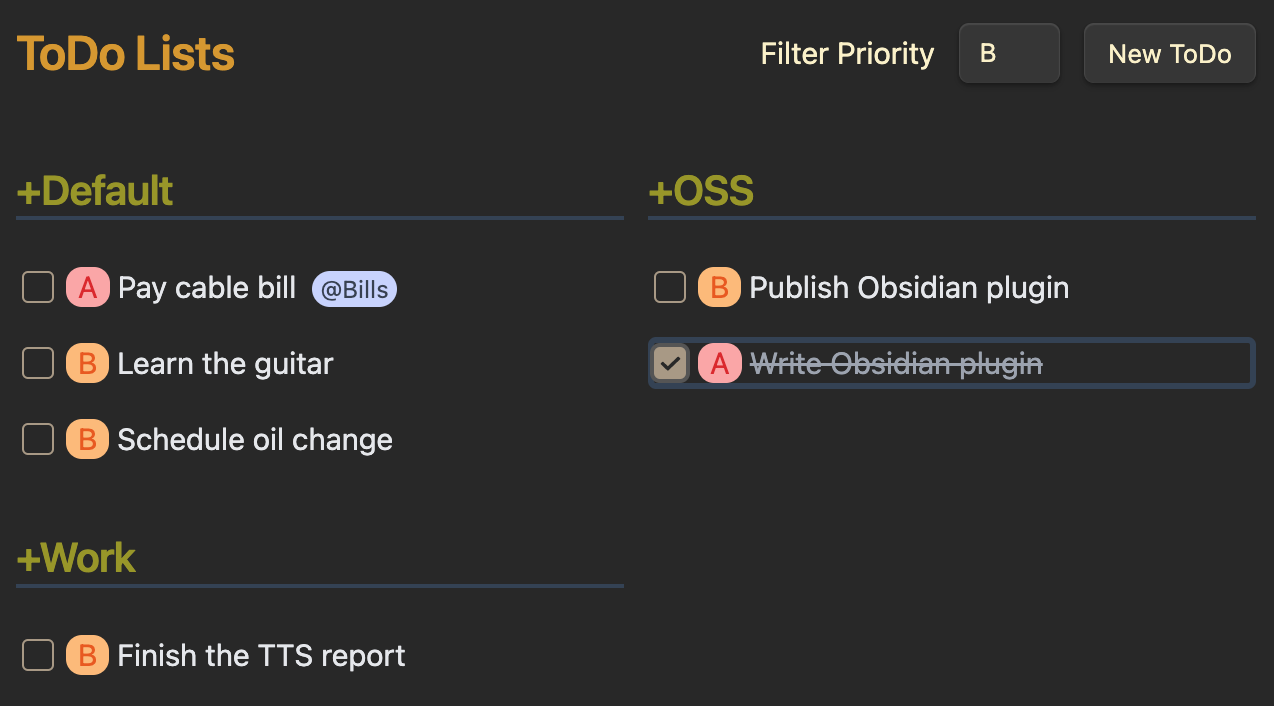 ToDo Lists Filter Priority B New ToDo
+Default
A Pay cable bill @Bills
B Learn the guitar
B Schedule oil change
+OSS
B Publish Obsidian plugin
A Write Obsidian plugin
+Work
B Finish the TTS report